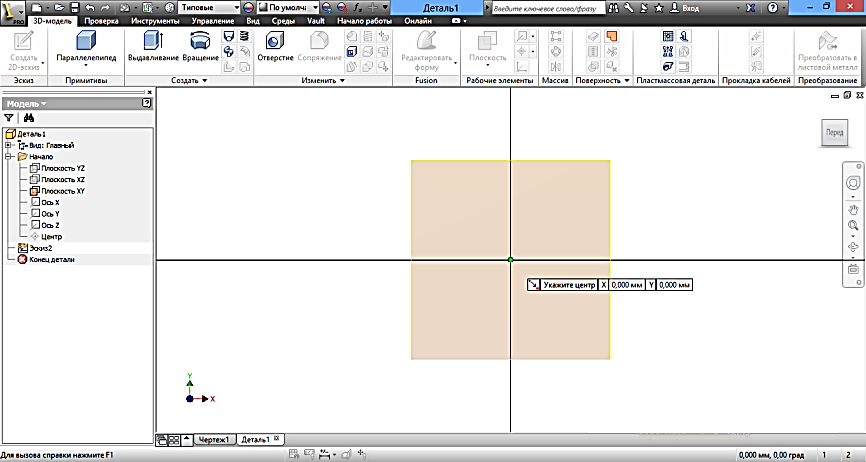 PRO
Типовые
По умолча
Деталь1
Введите ключевое слово/фразу
Вход
3D-модель Проверка Инструменты Управление Вид Среды Vault Начало работы Онлайн
Создать 2D-эскиз
Параллелепипед
Выдавливание
Вращение
Отверстие
Сопряжение
Редактировать форму
Плоскость
Преобразовать в листовой металл
Эскиз Примитивы Создать Изменить Fusion Рабочие элементы Массив Поверхность Пластмассовая деталь Прокладка кабелей Преобразование
Модель
Деталь1
Вид: Главный
Начало
Плоскость YZ
Плоскость XZ
Плоскость XY
Ось X
Ось Y
Ось Z
Центр
Эскиз2
Конец детали
Перед
Укажите центр X 0,000 мм Y 0,000 мм
Y
X
Чертеж1 Деталь1
Для вызова справки нажмите F1
0,000 мм, 0,00 град 1 2